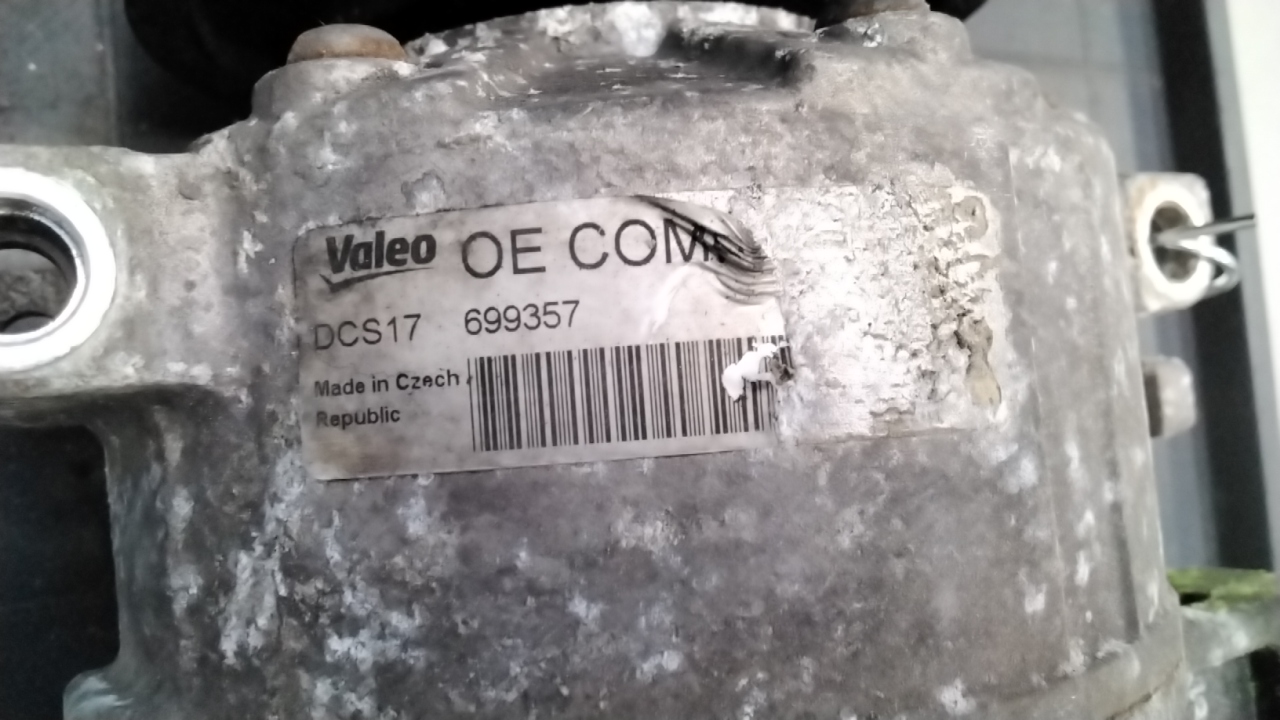 Valeo OE COM
DCS17 699357
Made in Czech
Republic